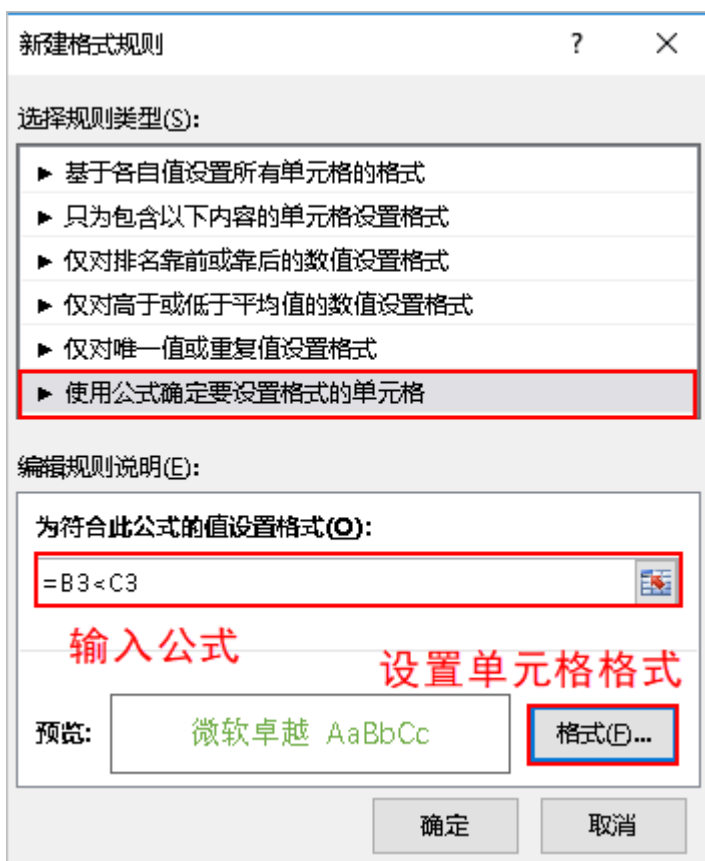 新建格式规则 ? ×
选择规则类型(S):
► 基于各自值设置所有单元格的格式
► 只为包含以下内容的单元格设置格式
► 仅对排名靠前或靠后的数值设置格式
► 仅对高于或低于平均值的数值设置格式
► 仅对唯一值或重复值设置格式
► 使用公式确定要设置格式的单元格
编辑规则说明(E):
为符合此公式的值设置格式(O):
=B3<C3
输入公式
设置单元格格式
预览: 微软卓越 AaBbCc 格式(F)...
确定 取消